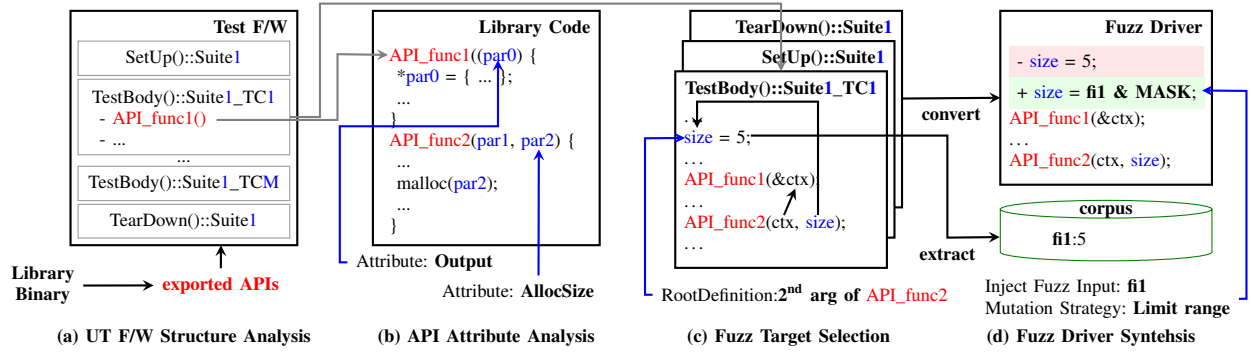 Test F/W
SetUp()::Suite1
TestBody()::Suite1_TC1
- API_func1()
- ...
...
TestBody()::Suite1_TCM
TearDown()::Suite1
Library
Binary
exported APIs
(a) UT F/W Structure Analysis
Library Code
API_func1((par0) {
*par0 = { ... };
...
}
API_func2(par1, par2) {
...
malloc(par2);
...
}
Attribute: Output
Attribute: AllocSize
(b) API Attribute Analysis
TearDown()::Suite1
SetUp()::Suite1
TestBody()::Suite1_TC1
...
size = 5;
...
API_func1(&ctx);
...
API_func2(ctx, size);
...
RootDefinition:2nd arg of API_func2
(c) Fuzz Target Selection
convert
extract
Fuzz Driver
- size = 5;
+ size = fi1 & MASK;
API_func1(&ctx);
...
API_func2(ctx, size);
corpus
fi1:5
Inject Fuzz Input: fi1
Mutation Strategy: Limit range
(d) Fuzz Driver Syntehsis